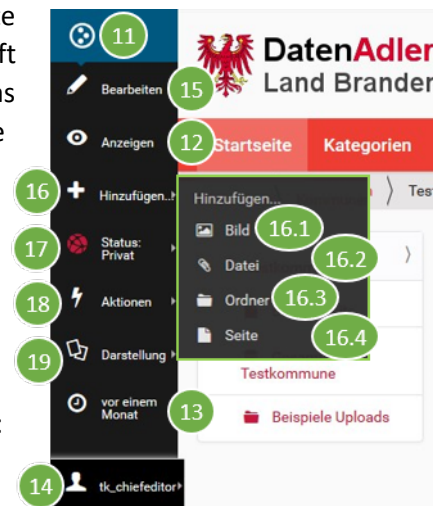 e
ft
as
e
:
11
Bearbeiten 15
Anzeigen 12
16 Hinzufügen...
17 Status:
Privat
18 Aktionen
19 Darstellung
vor einem
Monat 13
14 tk_chiefeditor
DatenAdler
Land Brander
Startseite Kategorien
Test
Hinzufügen...
Bild 16.1
Datei 16.2
Ordner 16.3
Seite 16.4
Testkommune
Beispiele Uploads